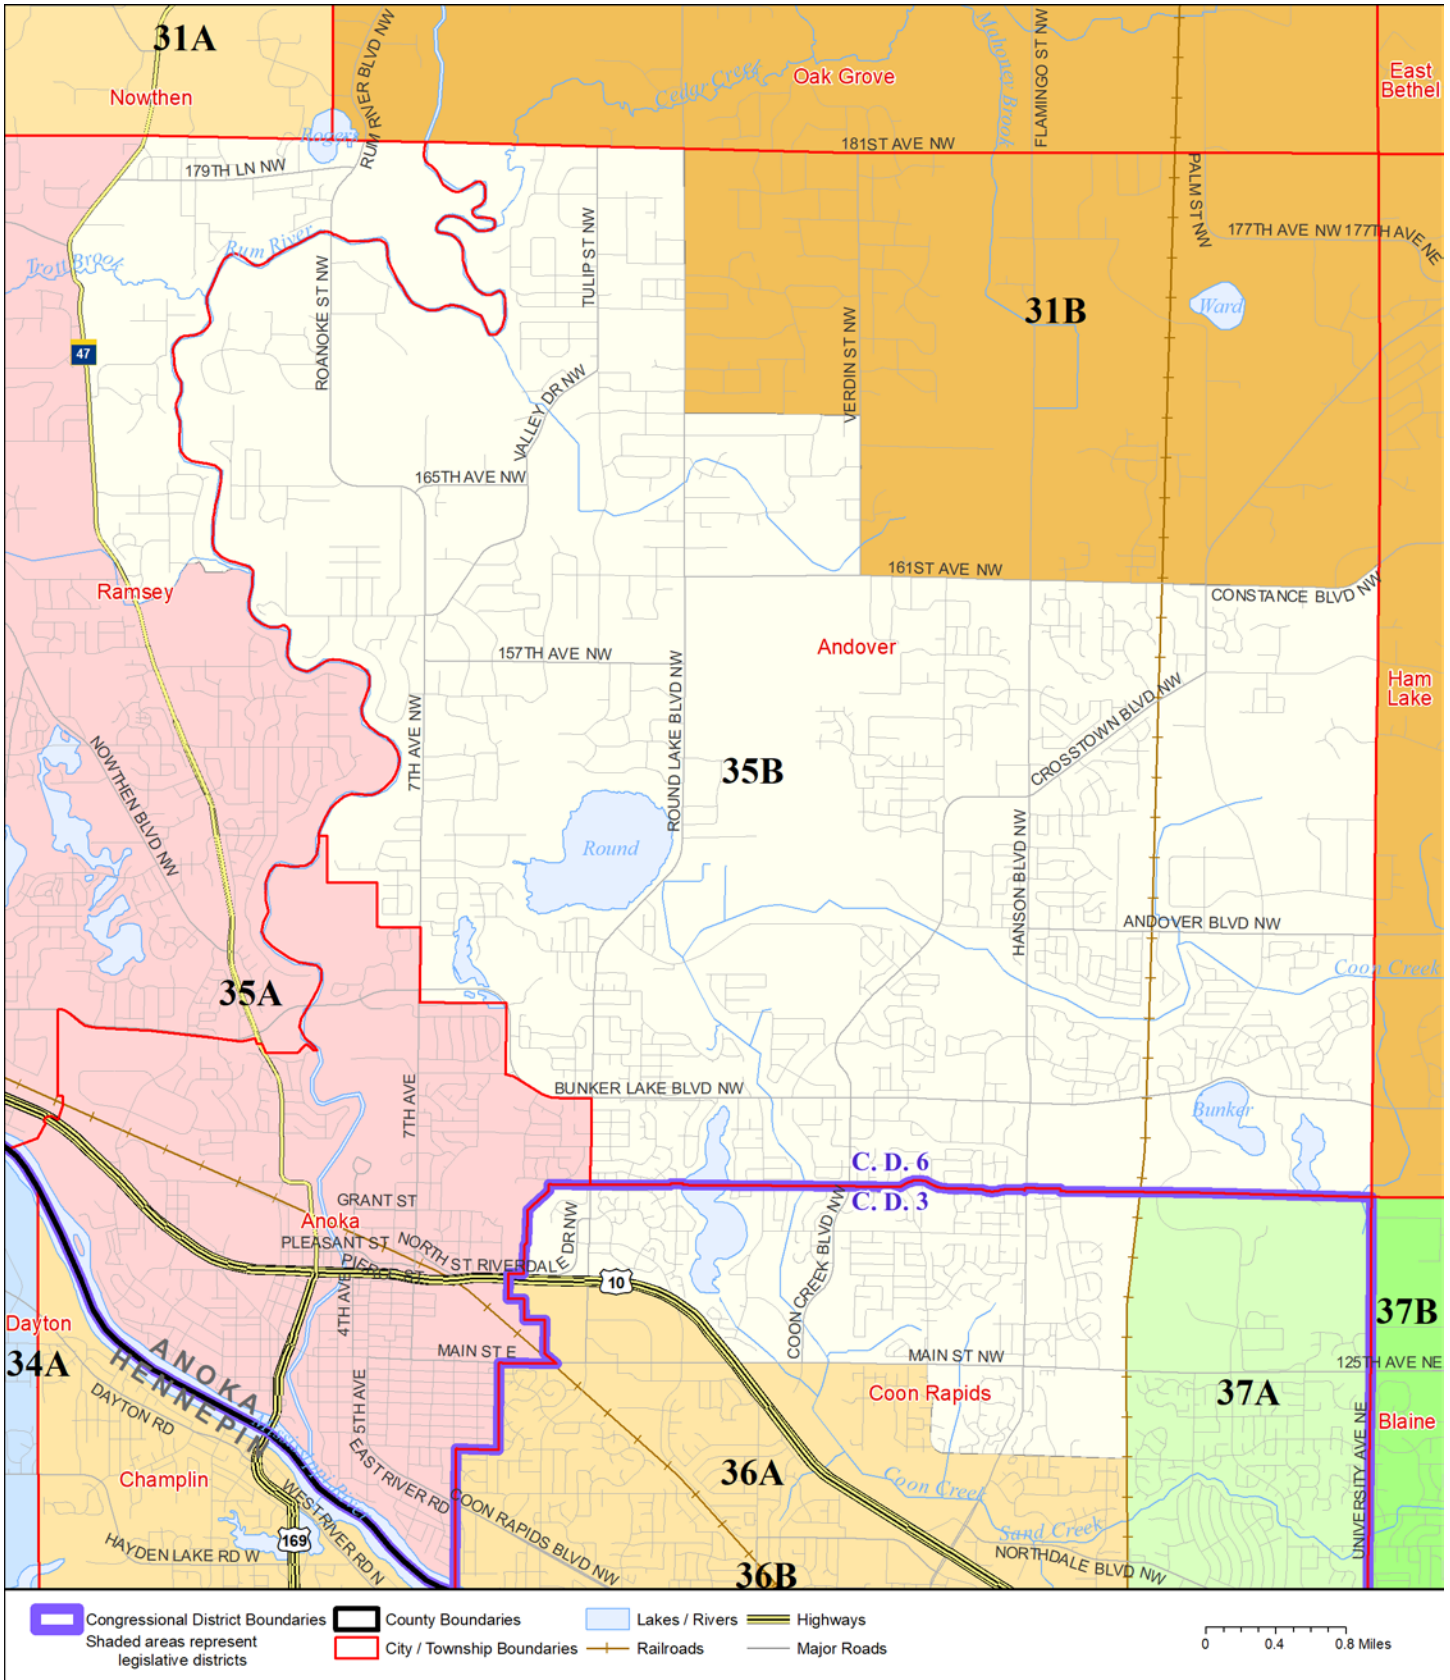 31A
Nowthen
Rogers
RUM RIVER BLVD NW
Cedar Creek
Oak Grove
Mahoney Brook
FLAMINGO ST NW
East
Bethel
179TH LN NW
181ST AVE NW
PALM ST NW
177TH AVE NW
177TH AVE NE
Trott Brook
Rum River
ROANOKE ST NW
TULIP ST NW
VERDIN ST NW
31B
Ward
47
VALLEY DR NW
165TH AVE NW
161ST AVE NW
CONSTANCE BLVD NW
Ramsey
157TH AVE NW
Andover
Ham
Lake
7TH AVE NW
ROUND LAKE BLVD NW
CROSSTOWN BLVD NW
NOWTHEN BLVD NW
35B
Round
HANSON BLVD NW
ANDOVER BLVD NW
Coon Creek
35A
BUNKER LAKE BLVD NW
Bunker
7TH AVE
C. D. 6
C. D. 3
GRANT ST
Anoka
PLEASANT ST
PIERCE ST
NORTH ST
RIVERDALE DR NW
10
COON CREEK BLVD NW
4TH AVE
Dayton
34A
ANOKA
HENNEPIN
MAIN ST E
MAIN ST NW
125TH AVE NE
37B
37A
Coon Rapids
Blaine
DAYTON RD
5TH AVE
Mississippi River
EAST RIVER RD
Champlin
36A
Coon Creek
UNIVERSITY AVE NE
WEST RIVER RD N
COON RAPIDS BLVD NW
Sand Creek
169
HAYDEN LAKE RD W
NORTHDALE BLVD NW
36B
Congressional District Boundaries
County Boundaries
Lakes / Rivers
Highways
Shaded areas represent
legislative districts
City / Township Boundaries
Railroads
Major Roads
0 0.4 0.8 Miles